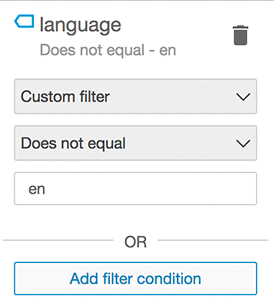 language
Does not equal - en
Custom filter
Does not equal
en
OR
Add filter condition